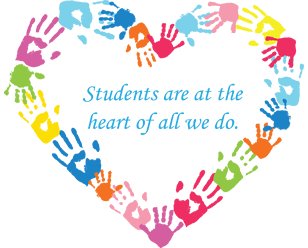 Students are at the
heart of all we do.